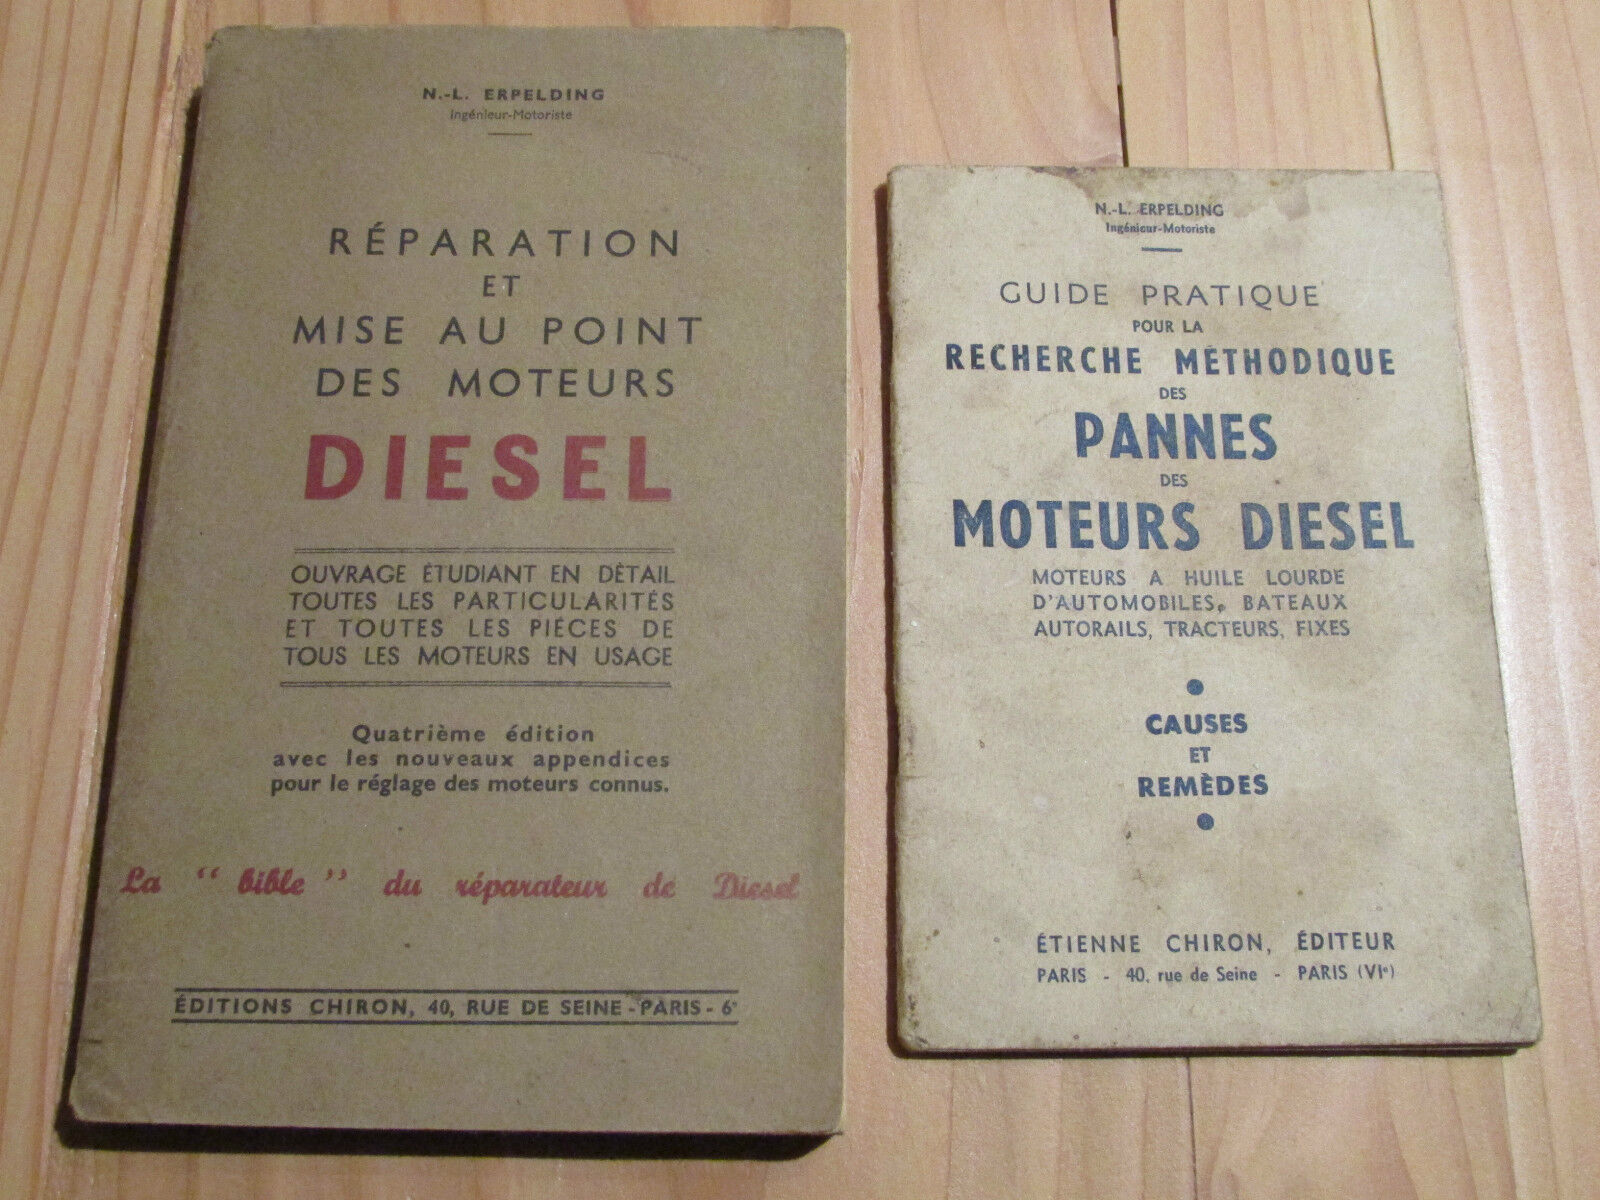 N.-L. ERPELDING
Ingénieur-Motoriste
RÉPARATION
ET
MISE AU POINT
DES MOTEURS
DIESEL
OUVRAGE ÉTUDIANT EN DÉTAIL
TOUTES LES PARTICULARITÉS
ET TOUTES LES PIÈCES DE
TOUS LES MOTEURS EN USAGE
Quatrième édition
avec les nouveaux appendices
pour le réglage des moteurs connus.
La “ bible ” du réparateur de Diesel
ÉDITIONS CHIRON, 40, RUE DE SEINE - PARIS - 6e
N.-L. ERPELDING
Ingénieur-Motoriste
GUIDE PRATIQUE
POUR LA
RECHERCHE MÉTHODIQUE
DES
PANNES
DES
MOTEURS DIESEL
MOTEURS A HUILE LOURDE
D'AUTOMOBILES, BATEAUX
AUTORAILS, TRACTEURS, FIXES
CAUSES
ET
REMÈDES
ÉTIENNE CHIRON, ÉDITEUR
PARIS - 40, rue de Seine - PARIS (VIe)